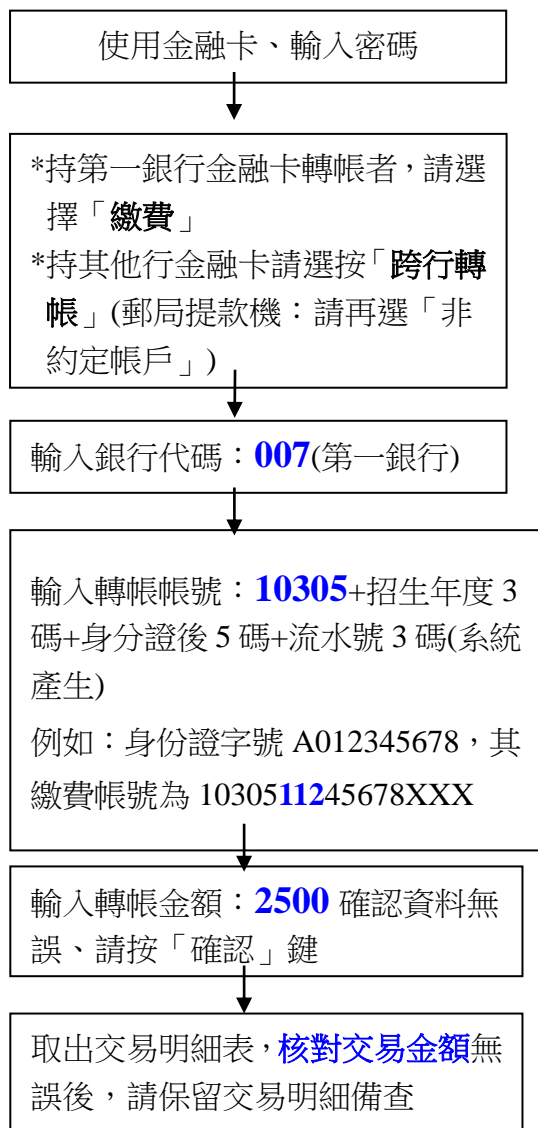 使用金融卡、輸入密碼
*持第一銀行金融卡轉帳者，請選
擇「繳費」
*持其他行金融卡請選按「跨行轉
帳」(郵局提款機：請再選「非
約定帳戶」)
輸入銀行代碼：007(第一銀行)
輸入轉帳帳號：10305+招生年度 3
碼+身分證後 5 碼+流水號 3 碼(系統
產生)
例如：身份證字號 A012345678，其
繳費帳號為 1030511245678XXX
輸入轉帳金額：2500 確認資料無
誤、請按「確認」鍵
取出交易明細表，核對交易金額無
誤後，請保留交易明細備查